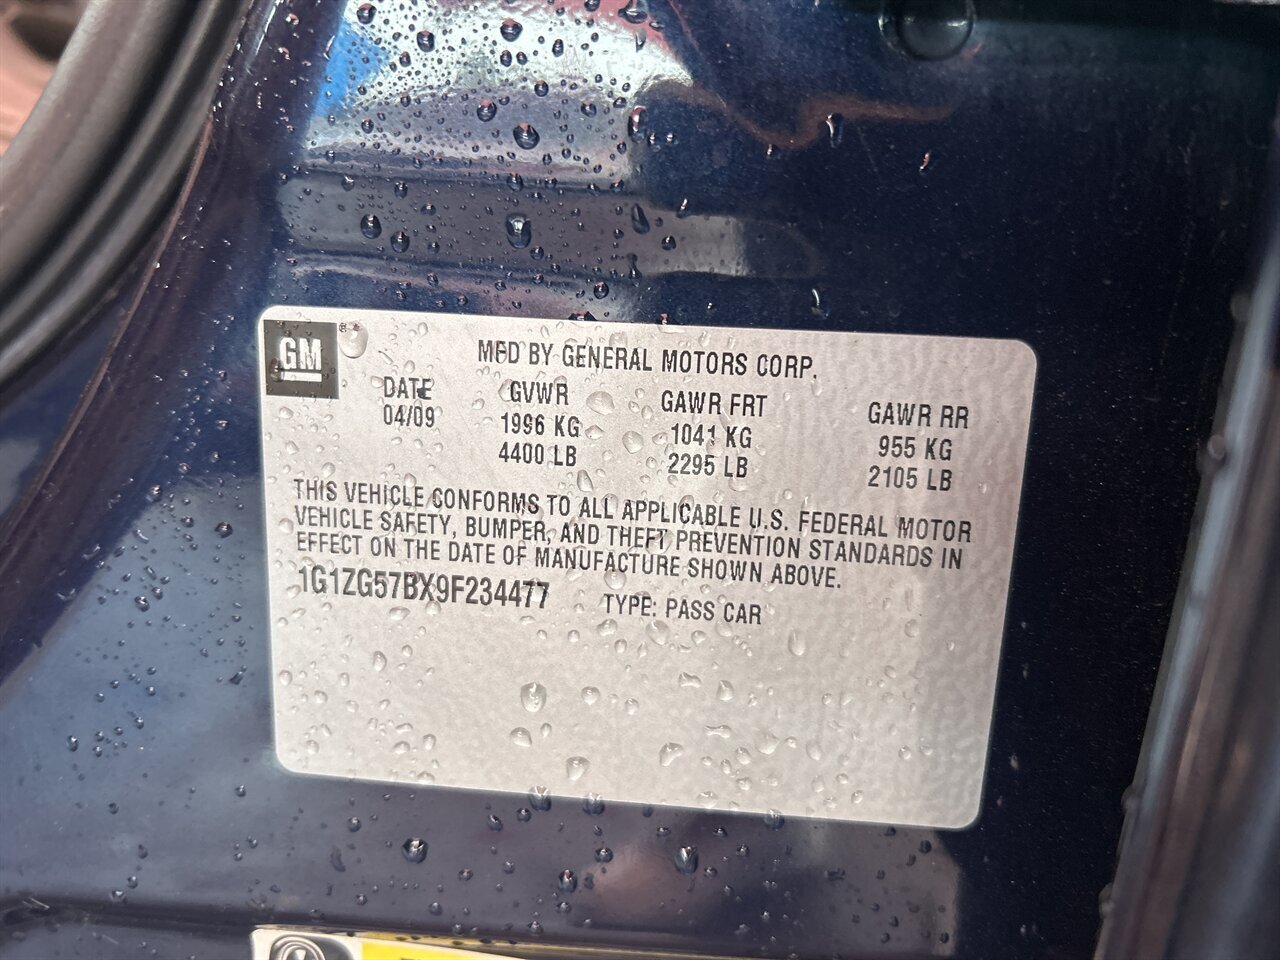 GM
MFD BY GENERAL MOTORS CORP.
DATE GVWR GAWR FRT GAWR RR
04/09 1996 KG 1041 KG 955 KG
4400 LB 2295 LB 2105 LB
THIS VEHICLE CONFORMS TO ALL APPLICABLE U.S. FEDERAL MOTOR
VEHICLE SAFETY, BUMPER, AND THEFT PREVENTION STANDARDS IN
EFFECT ON THE DATE OF MANUFACTURE SHOWN ABOVE.
1G1ZG57BX9F234477 TYPE: PASS CAR